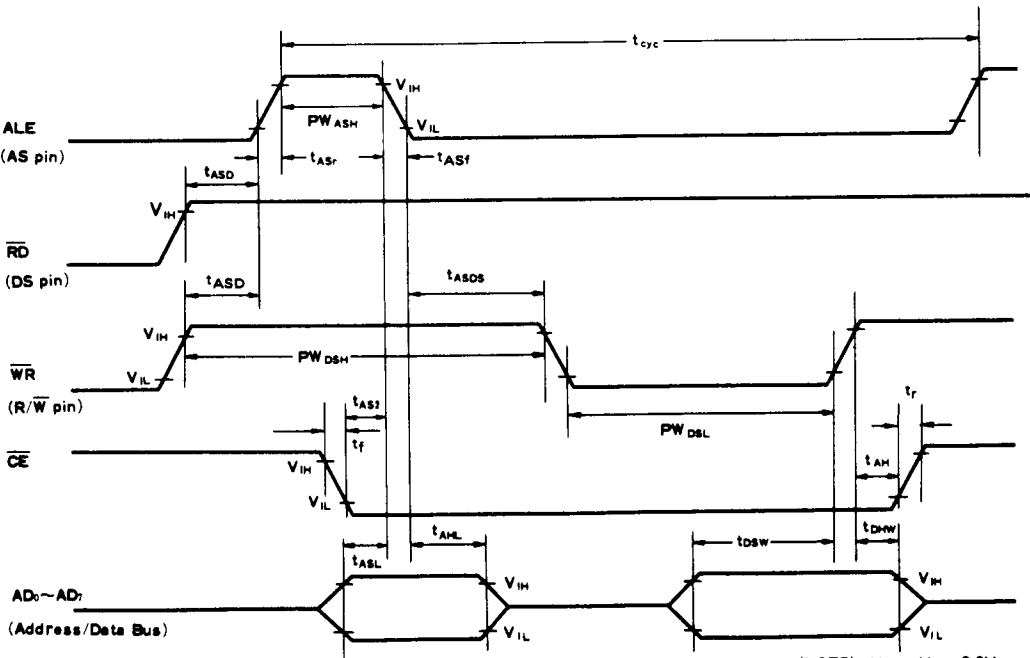 tcyc
VIH
PWASH
ALE
(AS pin)
VIL
tASr
tASf
tASD
VIH
RD
(DS pin)
tASD
tASDS
VIH
PWDSH
WR
VIL
(R/W pin)
tAS2
tr
PWDSL
tf
CE
VIH
tAH
VIL
tAHL
tDSW
tDHW
tASL
AD0~AD7
VIH
VIH
(Address/Data Bus)
VIL
VIL